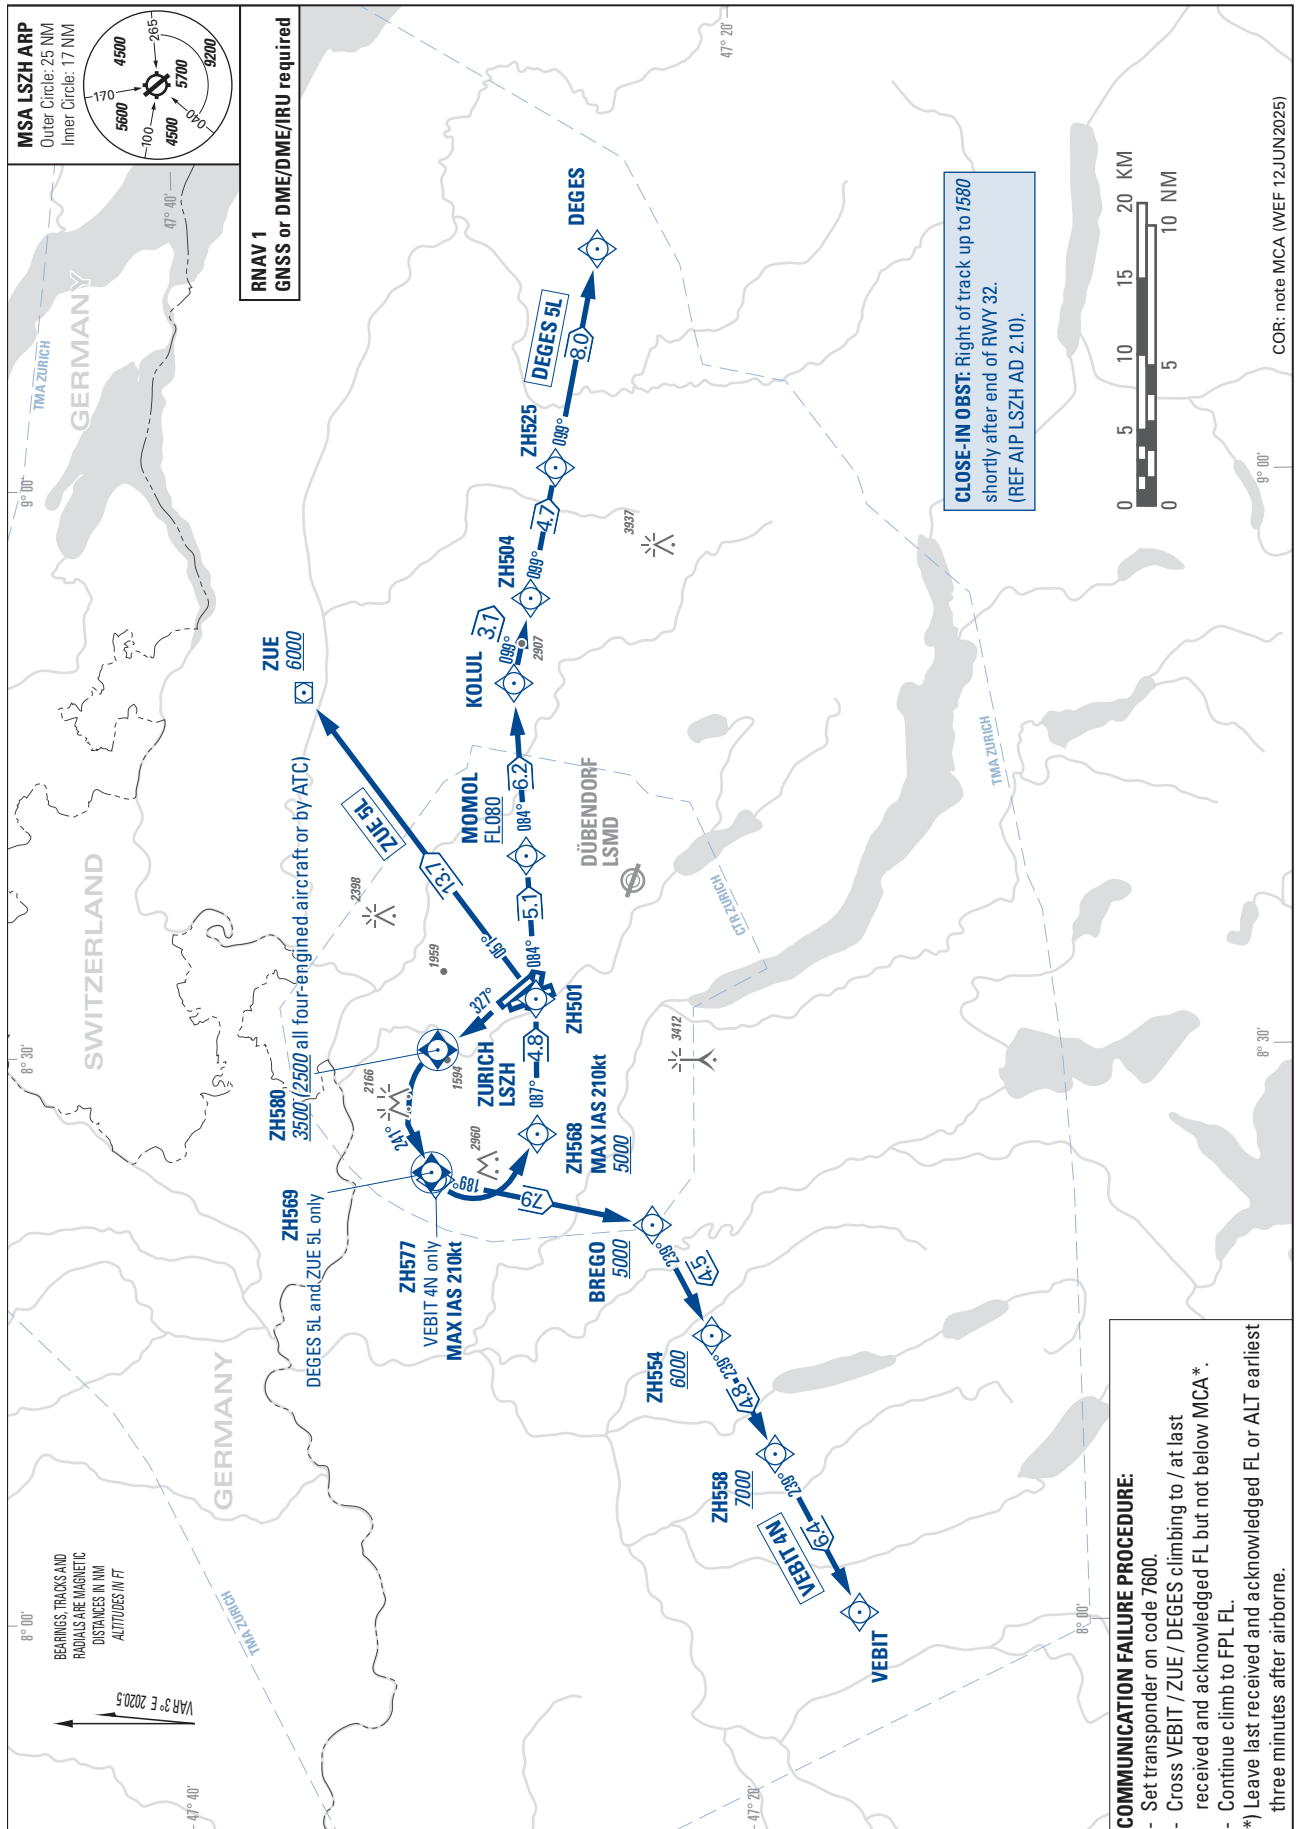 MSA LSZH ARP
Outer Circle: 25 NM
Inner Circle: 17 NM
170
265
100
040
5600
4500
5700
4500
9200
RNAV 1
GNSS or DME/DME/IRU required
BEARINGS, TRACKS AND
RADIALS ARE MAGNETIC
DISTANCES IN NM
ALTITUDES IN FT
VAR 3° E 2020.5
8° 00'
8° 30'
9° 00'
47° 40'
47° 40'
47° 20'
47° 20'
8° 00'
8° 30'
9° 00'
GERMANY
SWITZERLAND
GERMANY
TMA ZURICH
TMA ZURICH
TMA ZURICH
CTR ZURICH
ZUE
6000
ZUE 5L
13.7
051°
ZH580
3500 (2500 all four-engined aircraft or by ATC)
ZH569
DEGES 5L and ZUE 5L only
ZH577
VEBIT 4N only
MAX IAS 210kt
2398
1959
2166
1594
2960
3412
2907
3937
327°
241°
189°
7.9
ZURICH
LSZH
ZH568
MAX IAS 210kt
5000
087°
4.8
ZH501
084°
5.1
MOMOL
FL080
084°
6.2
KOLUL
099°
3.1
ZH504
099°
4.7
ZH525
099°
8.0
DEGES 5L
DEGES
DÜBENDORF
LSMD
BREGO
5000
239°
4.5
ZH554
6000
239°
4.8
ZH558
7000
239°
6.4
VEBIT 4N
VEBIT
CLOSE-IN OBST: Right of track up to 1580
shortly after end of RWY 32.
(REF AIP LSZH AD 2.10).
0 5 10 15 20 KM
0 5 10 NM
COMMUNICATION FAILURE PROCEDURE:
- Set transponder on code 7600.
- Cross VEBIT / ZUE / DEGES climbing to / at last
received and acknowledged FL but not below MCA*.
- Continue climb to FPL FL.
*) Leave last received and acknowledged FL or ALT earliest
three minutes after airborne.
COR: note MCA (WEF 12JUN2025)